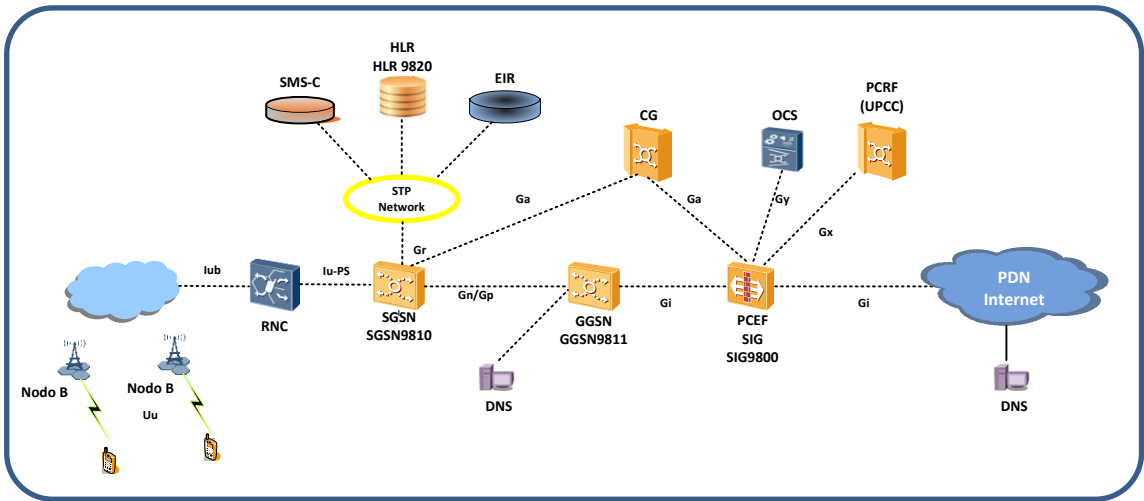 HLR
HLR 9820
SMS-C
EIR
CG
OCS
PCRF
(UPCC)
STP
Network
Ga
Ga
Gy
Gx
Gr
Iub
Iu-PS
Gn/Gp
Gi
Gi
PDN
Internet
RNC
SGSN
SGSN9810
GGSN
GGSN9811
PCEF
SIG
SIG9800
Nodo B
Nodo B
Uu
DNS
DNS